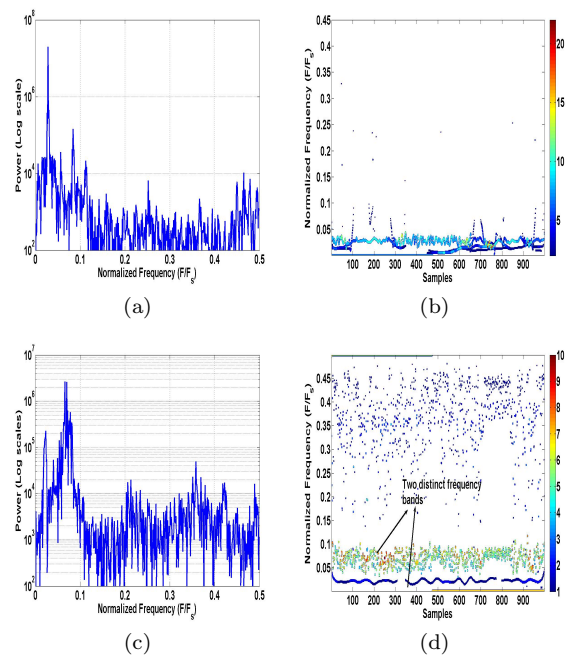 10^8
10^6
10^4
10^2
Power (Log scale)
0 0.1 0.2 0.3 0.4 0.5
Normalized Frequency (F/F_s)
(a)
0.45
0.4
0.35
0.3
0.25
0.2
0.15
0.1
0.05
Normalized Frequency (F/F_s)
100 200 300 400 500 600 700 800 900
Samples
20
15
10
5
(b)
10^7
10^6
10^5
10^4
10^3
10^2
Power (Log scales)
0 0.1 0.2 0.3 0.4 0.5
Normalized Frequency (F/F_s)
(c)
0.45
0.4
0.35
0.3
0.25
0.2
0.15
0.1
0.05
Normalized Frequency (F/F_s)
Two distinct frequency
bands
100 200 300 400 500 600 700 800 900
Samples
10
9
8
7
6
5
4
3
2
1
(d)